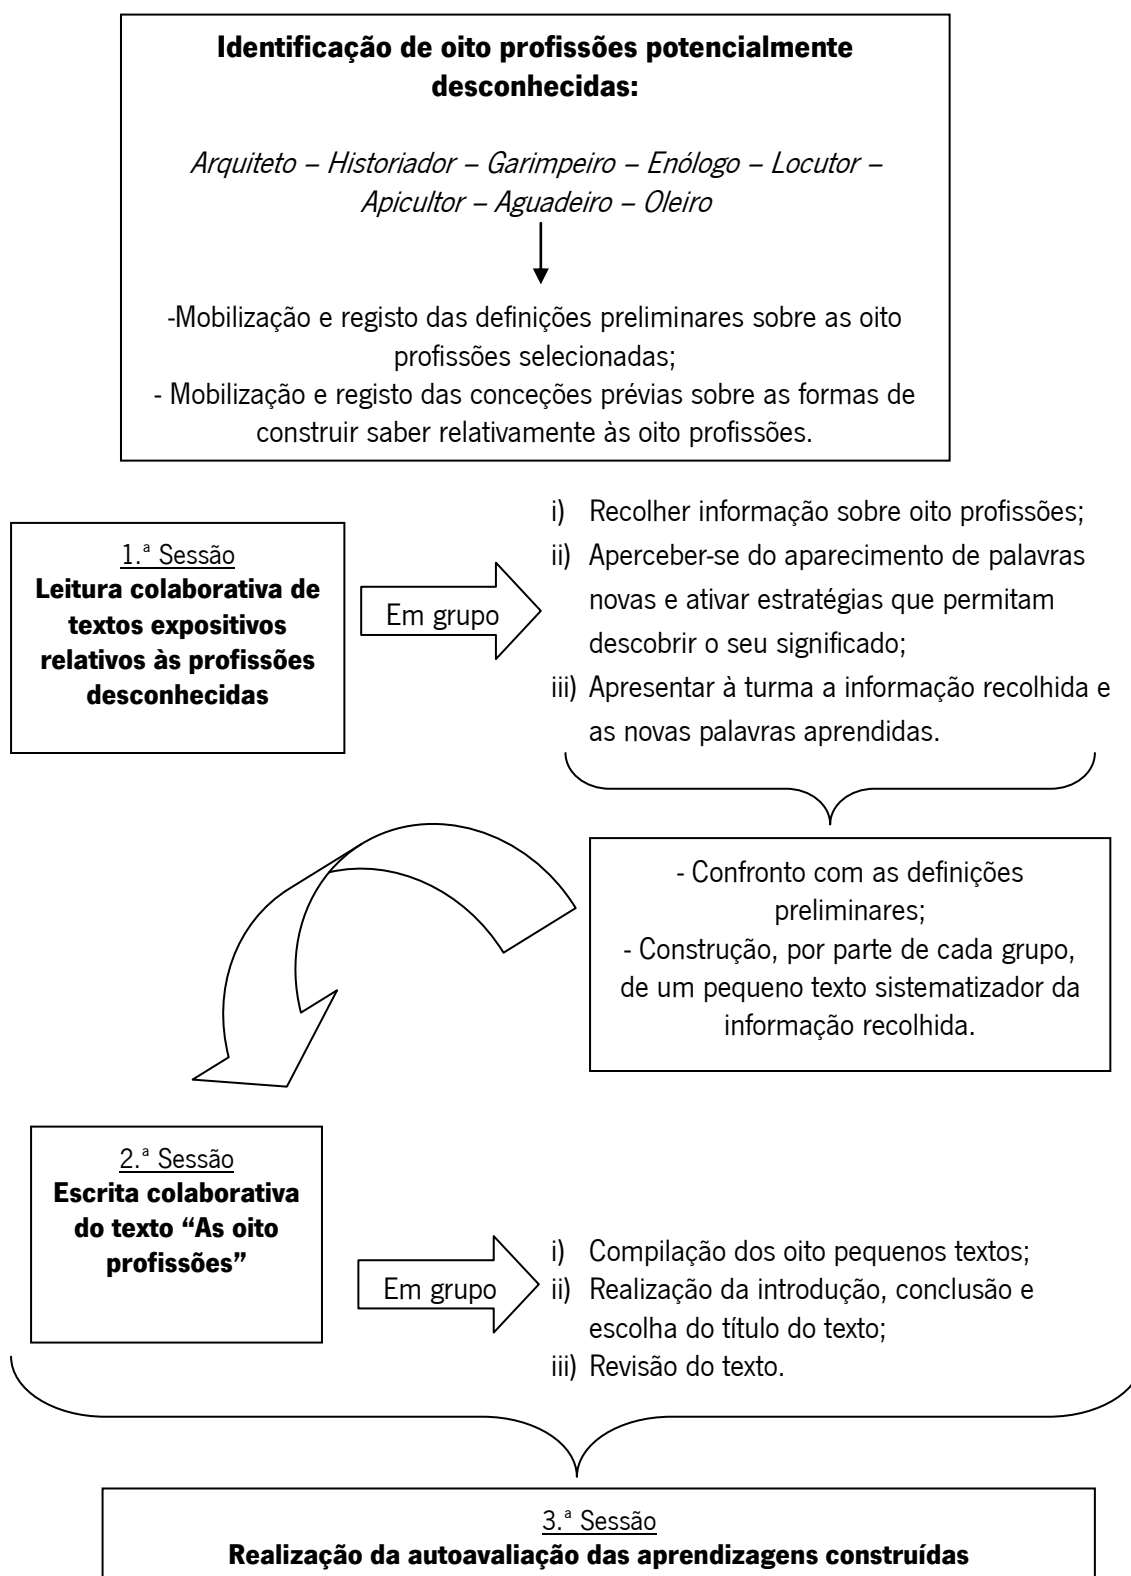 Identificação de oito profissões potencialmente
desconhecidas:
Arquiteto – Historiador – Garimpeiro – Enólogo – Locutor –
Apicultor – Aguadeiro – Oleiro
-Mobilização e registo das definições preliminares sobre as oito
profissões selecionadas;
- Mobilização e registo das conceções prévias sobre as formas de
construir saber relativamente às oito profissões.
1.ª Sessão
Leitura colaborativa de
textos expositivos
relativos às profissões
desconhecidas
Em grupo
i) Recolher informação sobre oito profissões;
ii) Aperceber-se do aparecimento de palavras
novas e ativar estratégias que permitam
descobrir o seu significado;
iii) Apresentar à turma a informação recolhida e
as novas palavras aprendidas.
- Confronto com as definições
preliminares;
- Construção, por parte de cada grupo,
de um pequeno texto sistematizador da
informação recolhida.
2.ª Sessão
Escrita colaborativa
do texto “As oito
profissões”
Em grupo
i) Compilação dos oito pequenos textos;
ii) Realização da introdução, conclusão e
escolha do título do texto;
iii) Revisão do texto.
3.ª Sessão
Realização da autoavaliação das aprendizagens construídas